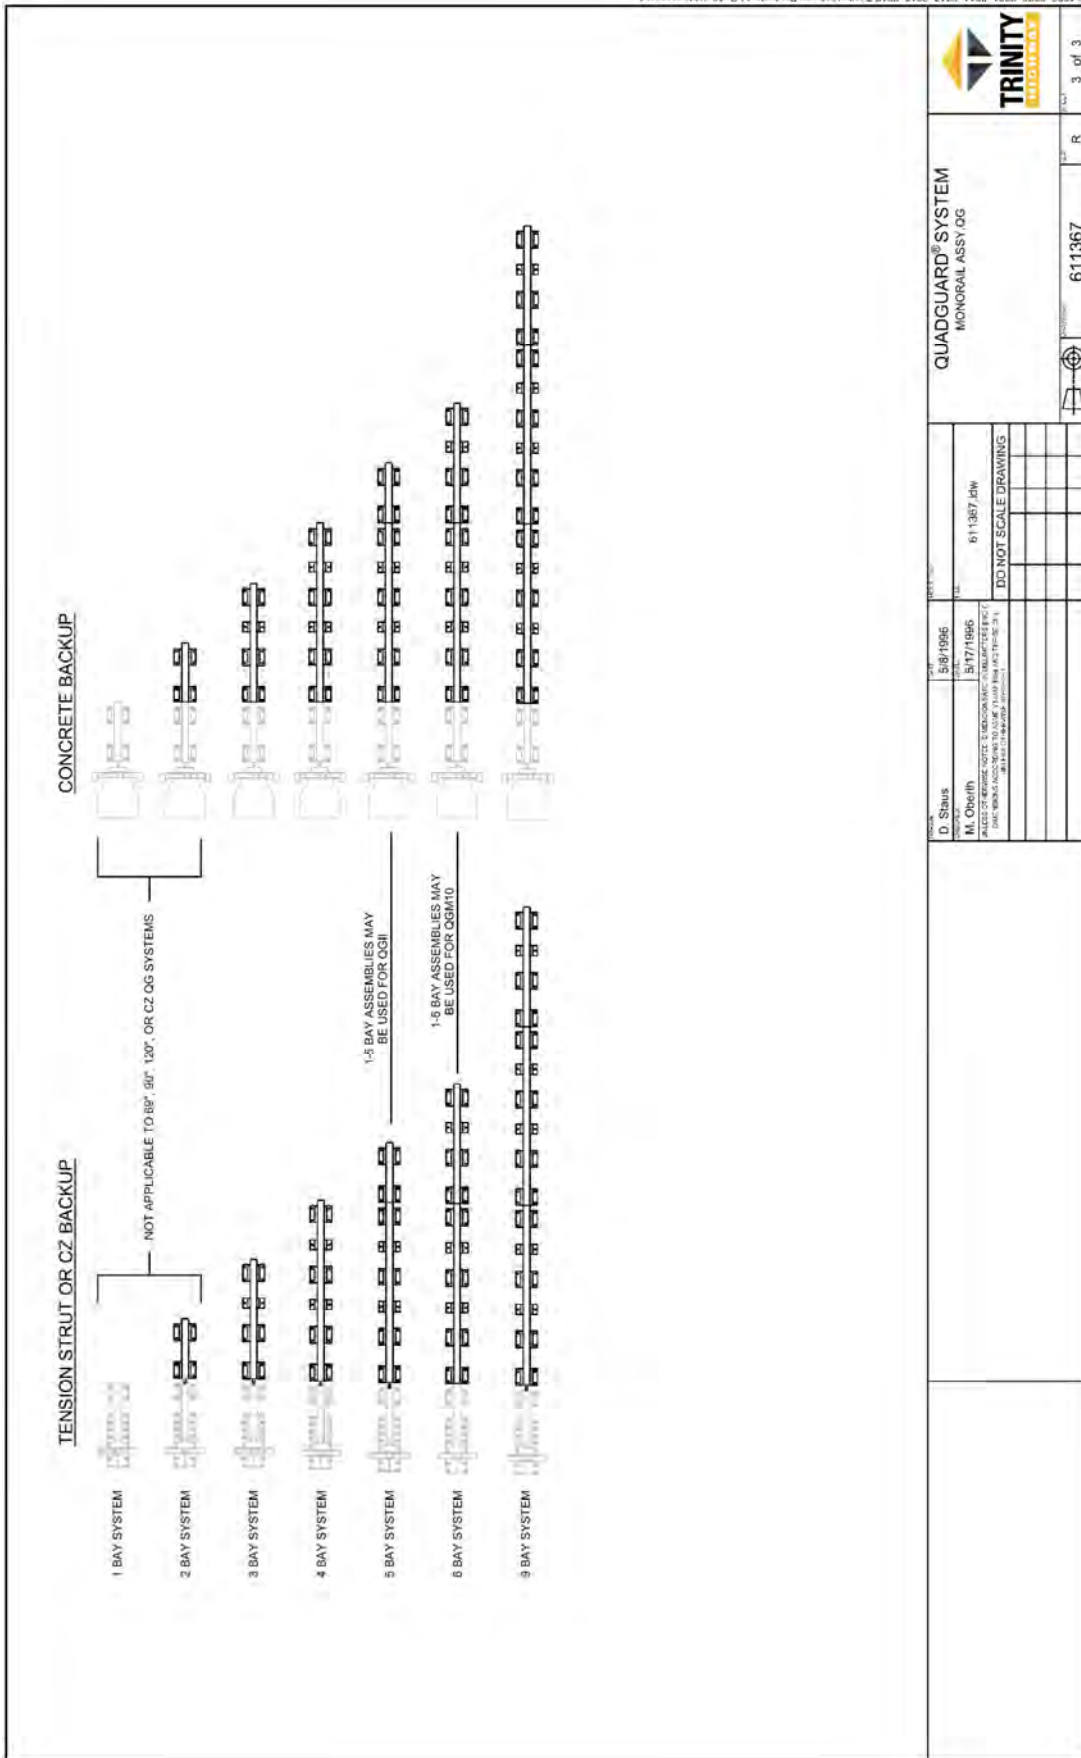 TENSION STRUT OR CZ BACKUP
CONCRETE BACKUP
1 BAY SYSTEM
2 BAY SYSTEM
3 BAY SYSTEM
4 BAY SYSTEM
5 BAY SYSTEM
6 BAY SYSTEM
9 BAY SYSTEM
NOT APPLICABLE TO 69", 90", 120", OR CZ QG SYSTEMS
1-5 BAY ASSEMBLIES MAY
BE USED FOR QGII
1-6 BAY ASSEMBLIES MAY
BE USED FOR QGM10
D. Staus
5/8/1996
M. Oberth
5/17/1996
611367.idw
DO NOT SCALE DRAWING
QUADGUARD® SYSTEM
MONORAIL ASSY,QG
611367
R
3 of 3
TRINITY
HIGHWAY